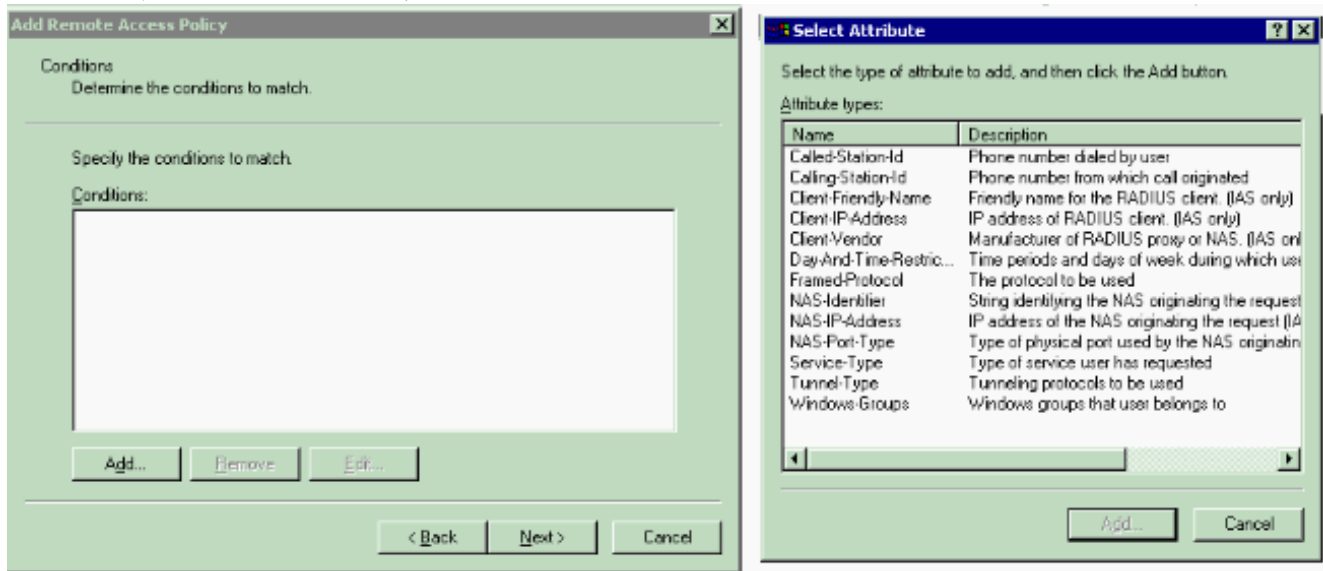 Add Remote Access Policy
Conditions
Determine the conditions to match.
Specify the conditions to match.
Conditions:
Add...
Remove
Edit...
< Back
Next >
Cancel
Select Attribute
Select the type of attribute to add, and then click the Add button.
Attribute types:
Name Description
Called-Station-Id Phone number dialed by user
Calling-Station-Id Phone number from which call originated
Client-Friendly-Name Friendly name for the RADIUS client. (IAS only)
Client-IP-Address IP address of RADIUS client. (IAS only)
Client-Vendor Manufacturer of RADIUS proxy or NAS. (IAS onl
Day-And-Time-Restric... Time periods and days of week during which use
Framed-Protocol The protocol to be used
NAS-Identifier String identifying the NAS originating the request
NAS-IP-Address IP address of the NAS originating the request (IA
NAS-Port-Type Type of physical port used by the NAS originatin
Service-Type Type of service user has requested
Tunnel-Type Tunneling protocols to be used
Windows-Groups Windows groups that user belongs to
Add...
Cancel